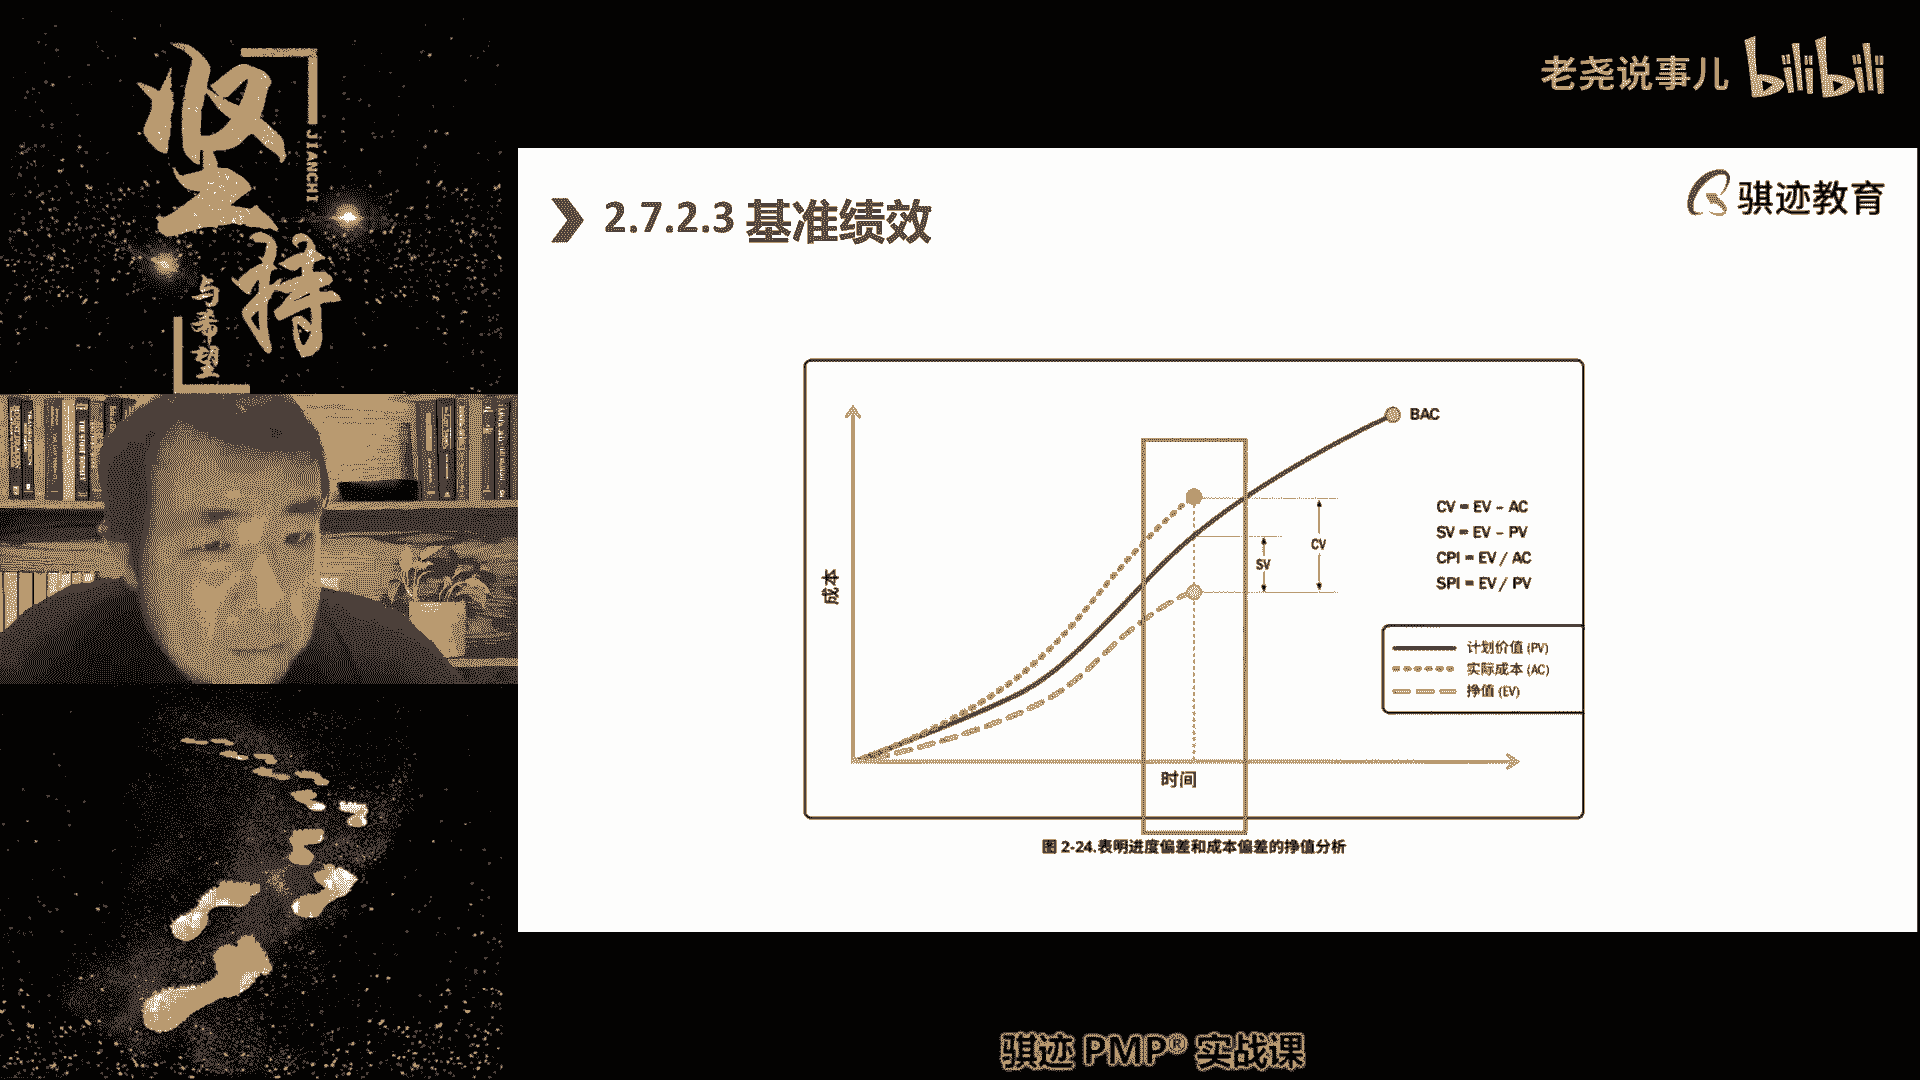 坚持
JIANCHI
与希望
老尧说事儿 bilibili
骐迹教育
2.7.2.3 基准绩效
BAC
CV = EV - AC
SV = EV - PV
CPI = EV / AC
SPI = EV / PV
CV
SV
成本
计划价值 (PV)
实际成本 (AC)
挣值 (EV)
时间
图 2-24.表明进度偏差和成本偏差的挣值分析
骐迹 PMP® 实战课